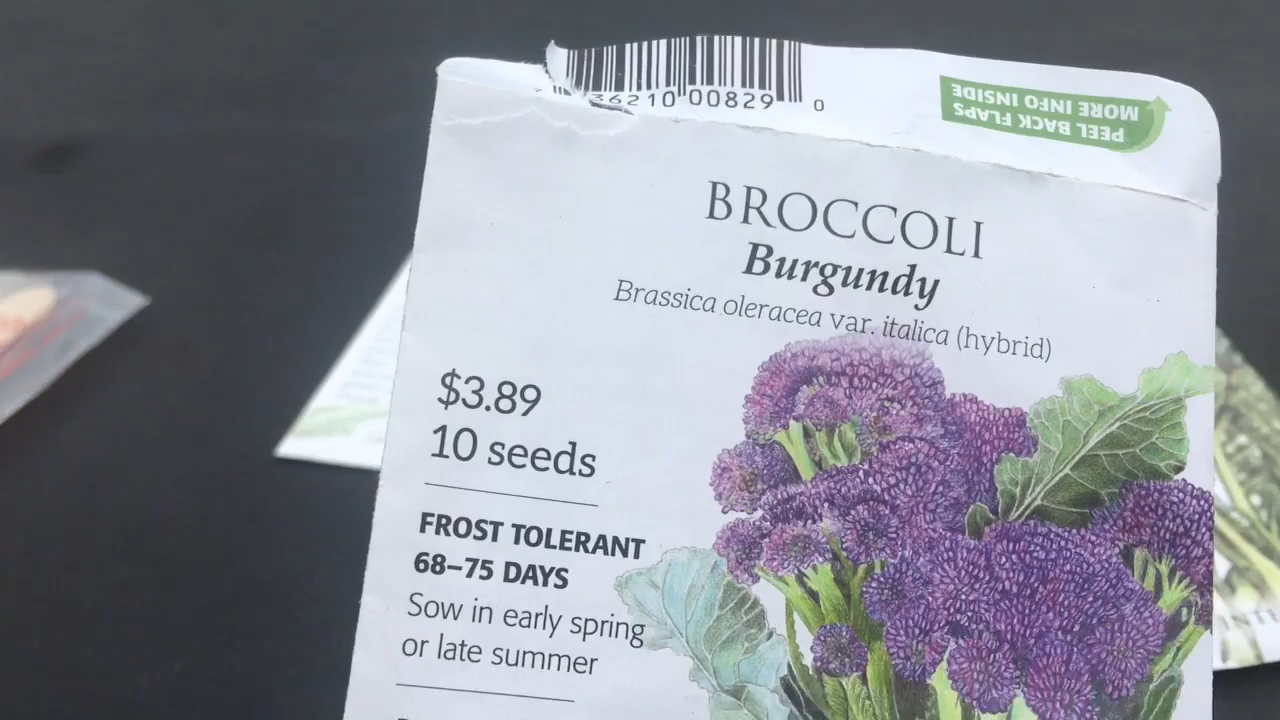 36210 00829 0
PEEL BACK FLAPS
MORE INFO INSIDE
BROCCOLI
Burgundy
Brassica oleracea var. italica (hybrid)
$3.89
10 seeds
FROST TOLERANT
68–75 DAYS
Sow in early spring
or late summer